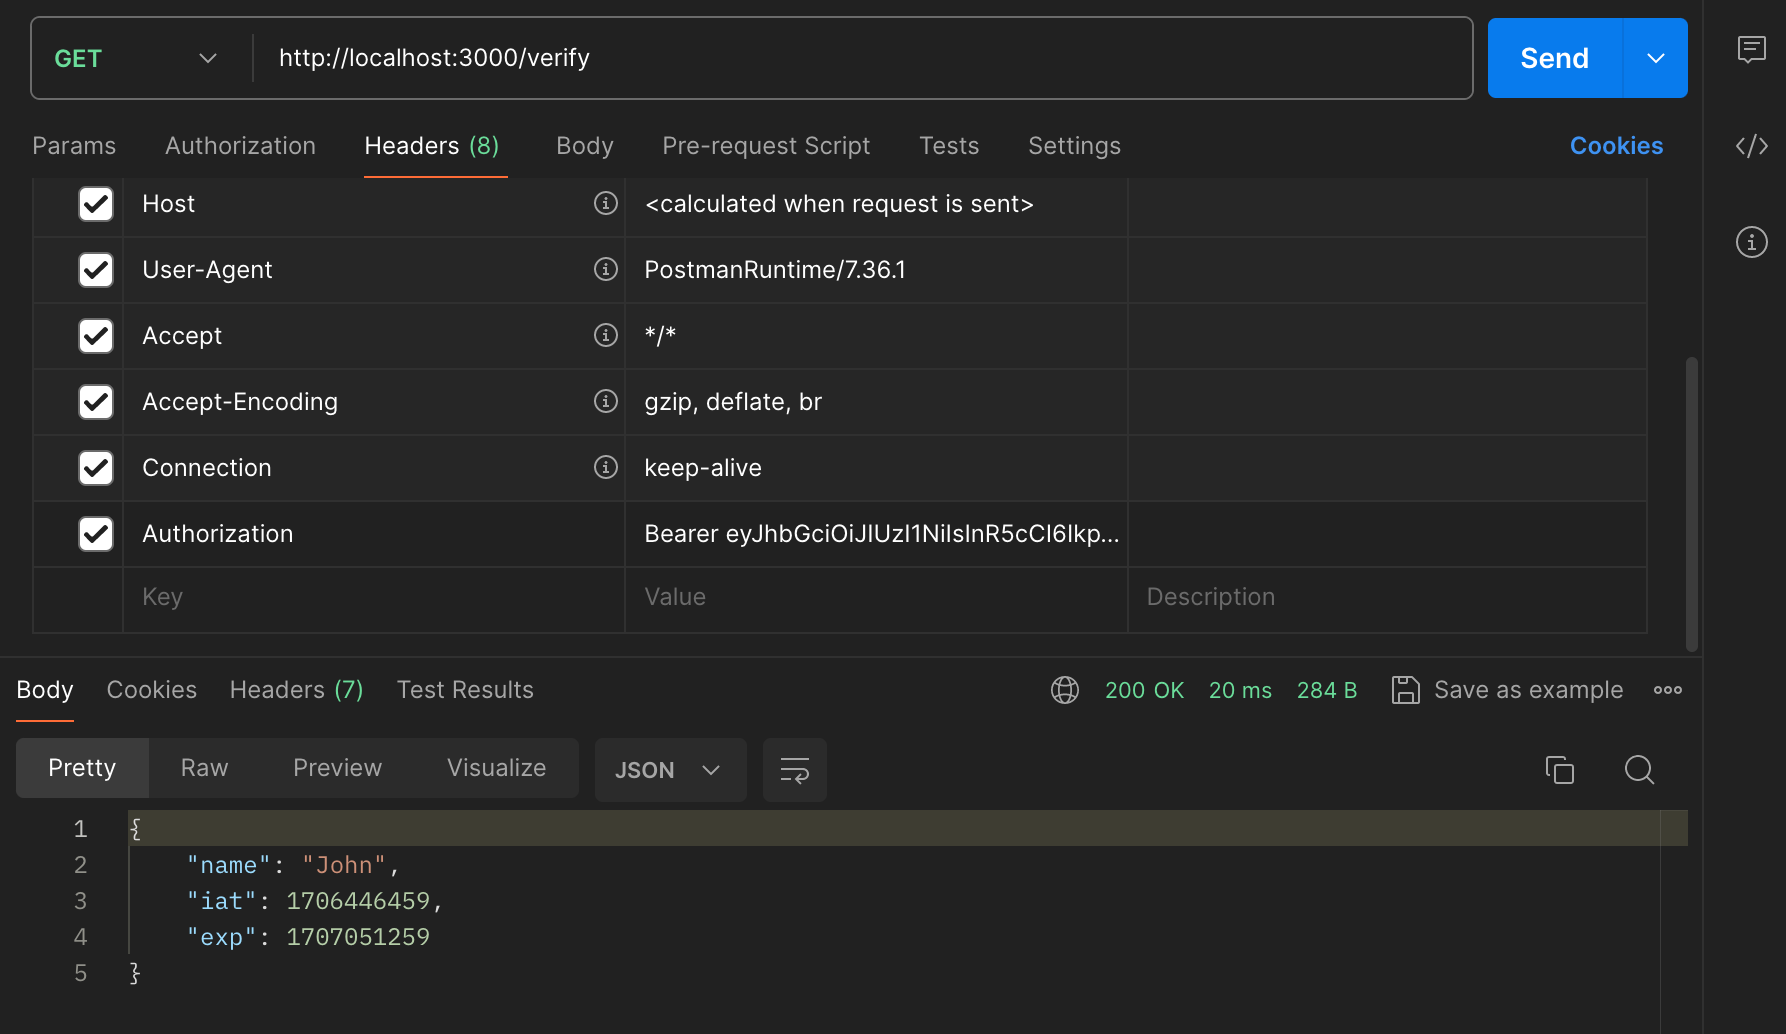 GET http://localhost:3000/verify Send
Params Authorization Headers (8) Body Pre-request Script Tests Settings Cookies
Host <calculated when request is sent>
User-Agent PostmanRuntime/7.36.1
Accept */*
Accept-Encoding gzip, deflate, br
Connection keep-alive
Authorization Bearer eyJhbGciOiJIUzI1NiIsInR5cCI6Ikp...
Key Value Description
Body Cookies Headers (7) Test Results 200 OK 20 ms 284 B Save as example
Pretty Raw Preview Visualize JSON
1 {
2 "name": "John",
3 "iat": 1706446459,
4 "exp": 1707051259
5 }